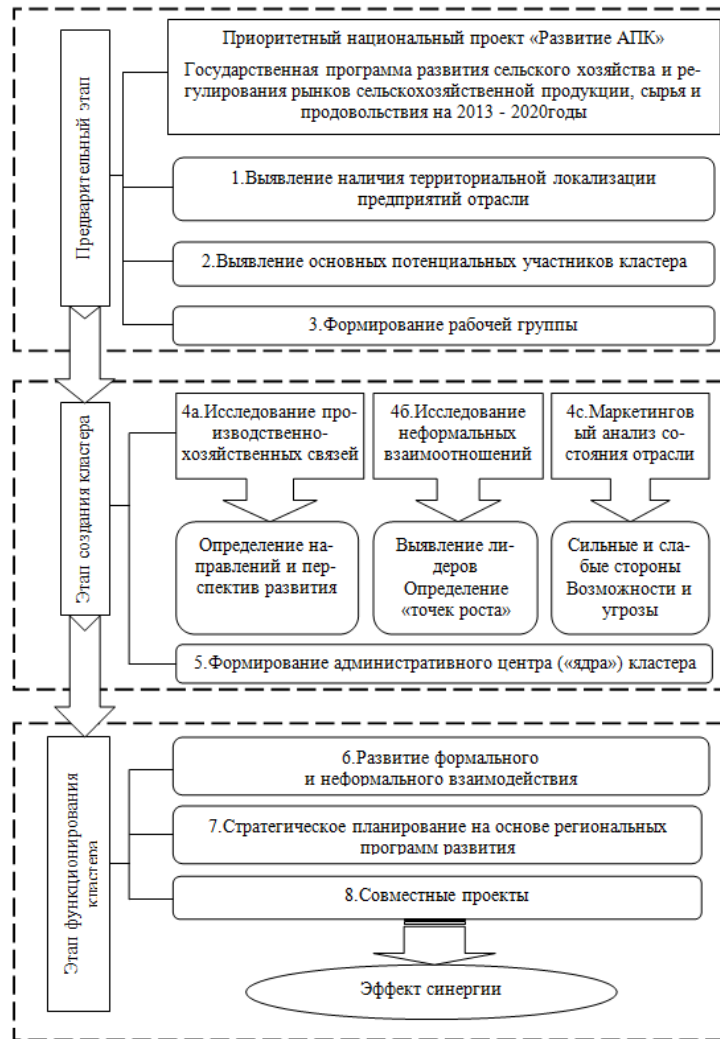 Предварительный этап
Приоритетный национальный проект «Развитие АПК»
Государственная программа развития сельского хозяйства и ре-
гулирования рынков сельскохозяйственной продукции, сырья и
продовольствия на 2013 - 2020годы
1.Выявление наличия территориальной локализации
предприятий отрасли
2.Выявление основных потенциальных участников кластера
3.Формирование рабочей группы
Этап создания кластера
4а.Исследование про-
изводственно-
хозяйственных связей
4б.Исследование
неформальных
взаимоотношений
4с.Маркетингов
ый анализ со-
стояния отрасли
Определение на-
правлений и перс-
пектив развития
Выявление ли-
деров
Определение
«точек роста»
Сильные и сла-
бые стороны
Возможности и
угрозы
5.Формирование административного центра («ядра») кластера
Этап функционирования
кластера
6.Развитие формального
и неформального взаимодействия
7.Стратегическое планирование на основе региональных
программ развития
8.Совместные проекты
Эффект синергии